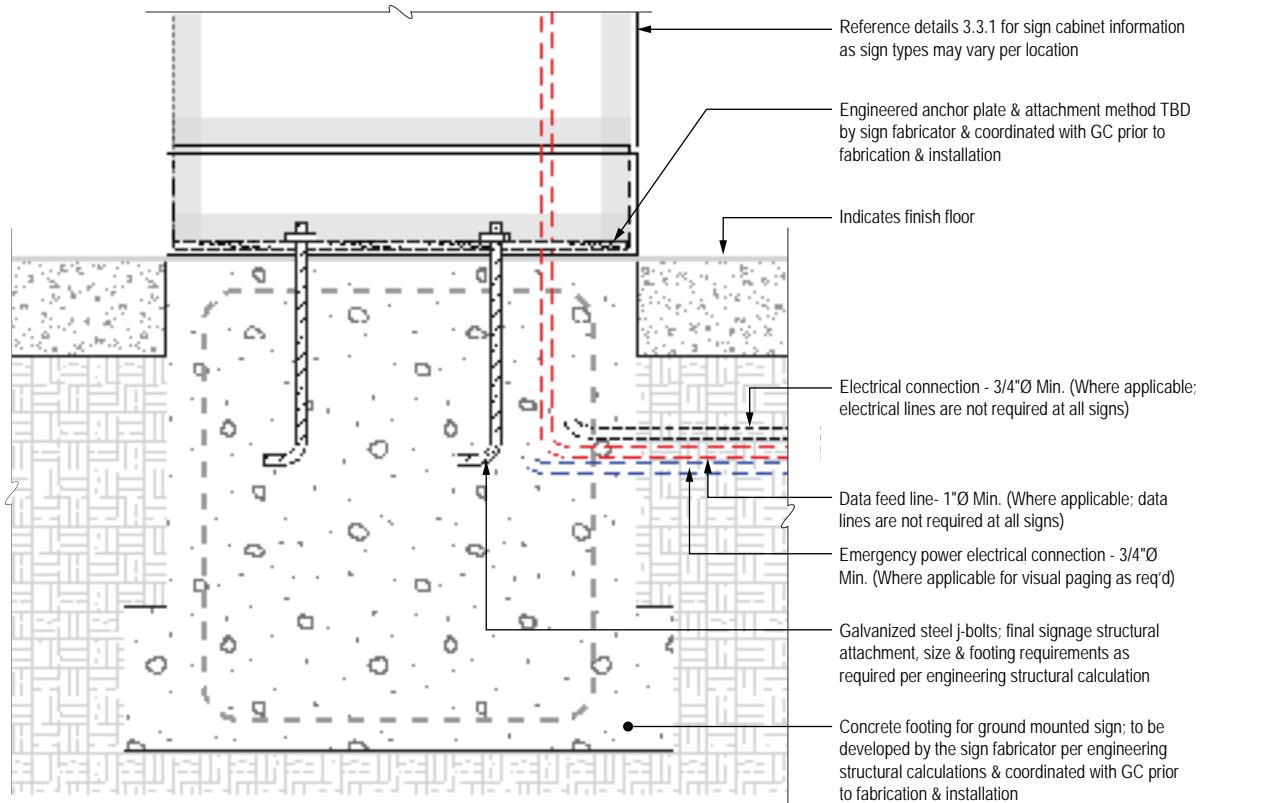 Reference details 3.3.1 for sign cabinet information
as sign types may vary per location
Engineered anchor plate & attachment method TBD
by sign fabricator & coordinated with GC prior to
fabrication & installation
Indicates finish floor
Electrical connection - 3/4"Ø Min. (Where applicable;
electrical lines are not required at all signs)
Data feed line- 1"Ø Min. (Where applicable; data
lines are not required at all signs)
Emergency power electrical connection - 3/4"Ø
Min. (Where applicable for visual paging as req'd)
Galvanized steel j-bolts; final signage structural
attachment, size & footing requirements as
required per engineering structural calculation
Concrete footing for ground mounted sign; to be
developed by the sign fabricator per engineering
structural calculations & coordinated with GC prior
to fabrication & installation